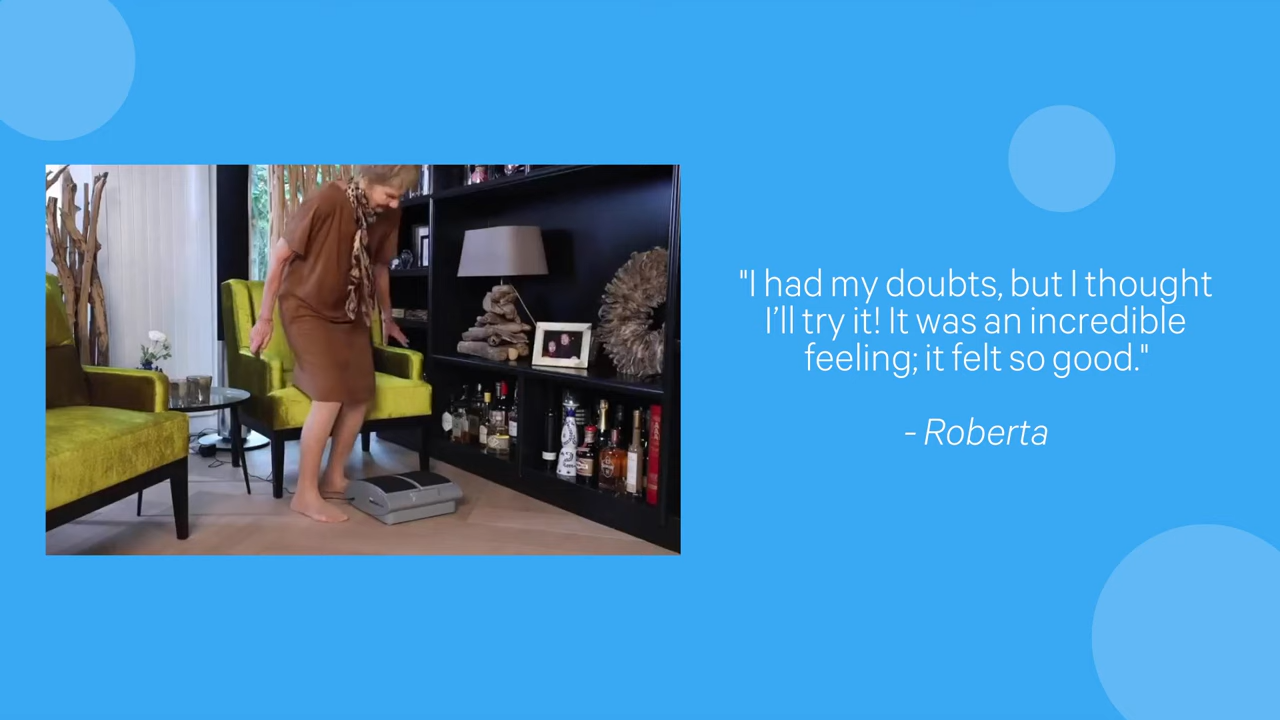 "I had my doubts, but I thought
I’ll try it! It was an incredible
feeling; it felt so good."
- Roberta